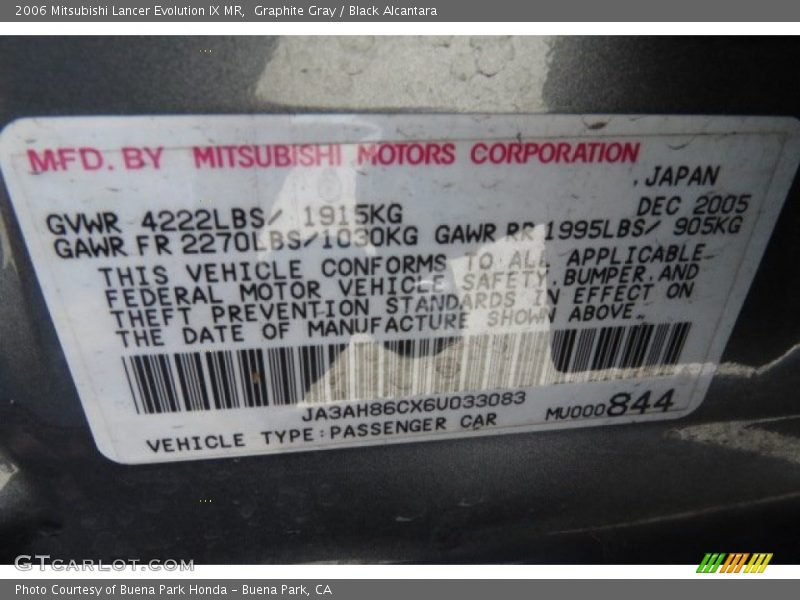 2006 Mitsubishi Lancer Evolution IX MR,  Graphite Gray / Black Alcantara
MFD. BY MITSUBISHI MOTORS CORPORATION
.JAPAN
GVWR 4222LBS/ 1915KG DEC 2005
GAWR FR 2270LBS/1030KG GAWR RR 1995LBS/ 905KG
THIS VEHICLE CONFORMS TO ALL APPLICABLE
FEDERAL MOTOR VEHICLE SAFETY,BUMPER,AND
THEFT PREVENTION STANDARDS IN EFFECT ON
THE DATE OF MANUFACTURE SHOWN ABOVE.
JA3AH86CX6U033083
VEHICLE TYPE:PASSENGER CAR MU000844
GTCARLOT.COM
Photo Courtesy of Buena Park Honda - Buena Park, CA